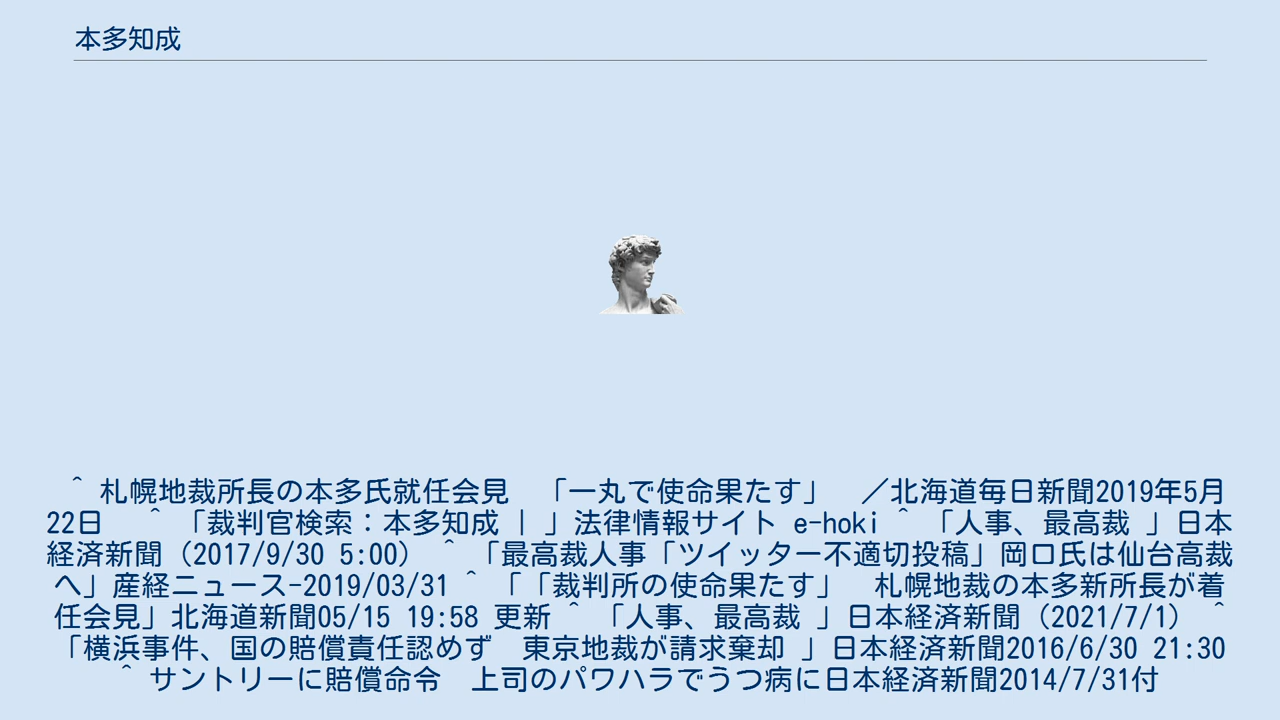 本多知成
^ 札幌地裁所長の本多氏就任会見　「一丸で使命果たす」　／北海道毎日新聞2019年5月
22日　 ^ 「裁判官検索：本多知成 | 」法律情報サイト e-hoki ^ 「人事、最高裁 」日本
経済新聞（2017/9/30 5:00） ^ 「最高裁人事「ツイッター不適切投稿」岡口氏は仙台高裁
へ」産経ニュース-2019/03/31 ^ 「「裁判所の使命果たす」　札幌地裁の本多新所長が着
任会見」北海道新聞05/15 19:58 更新 ^ 「人事、最高裁 」日本経済新聞（2021/7/1） ^
「横浜事件、国の賠償責任認めず　東京地裁が請求棄却 」日本経済新聞2016/6/30 21:30
^ サントリーに賠償命令　上司のパワハラでうつ病に日本経済新聞2014/7/31付